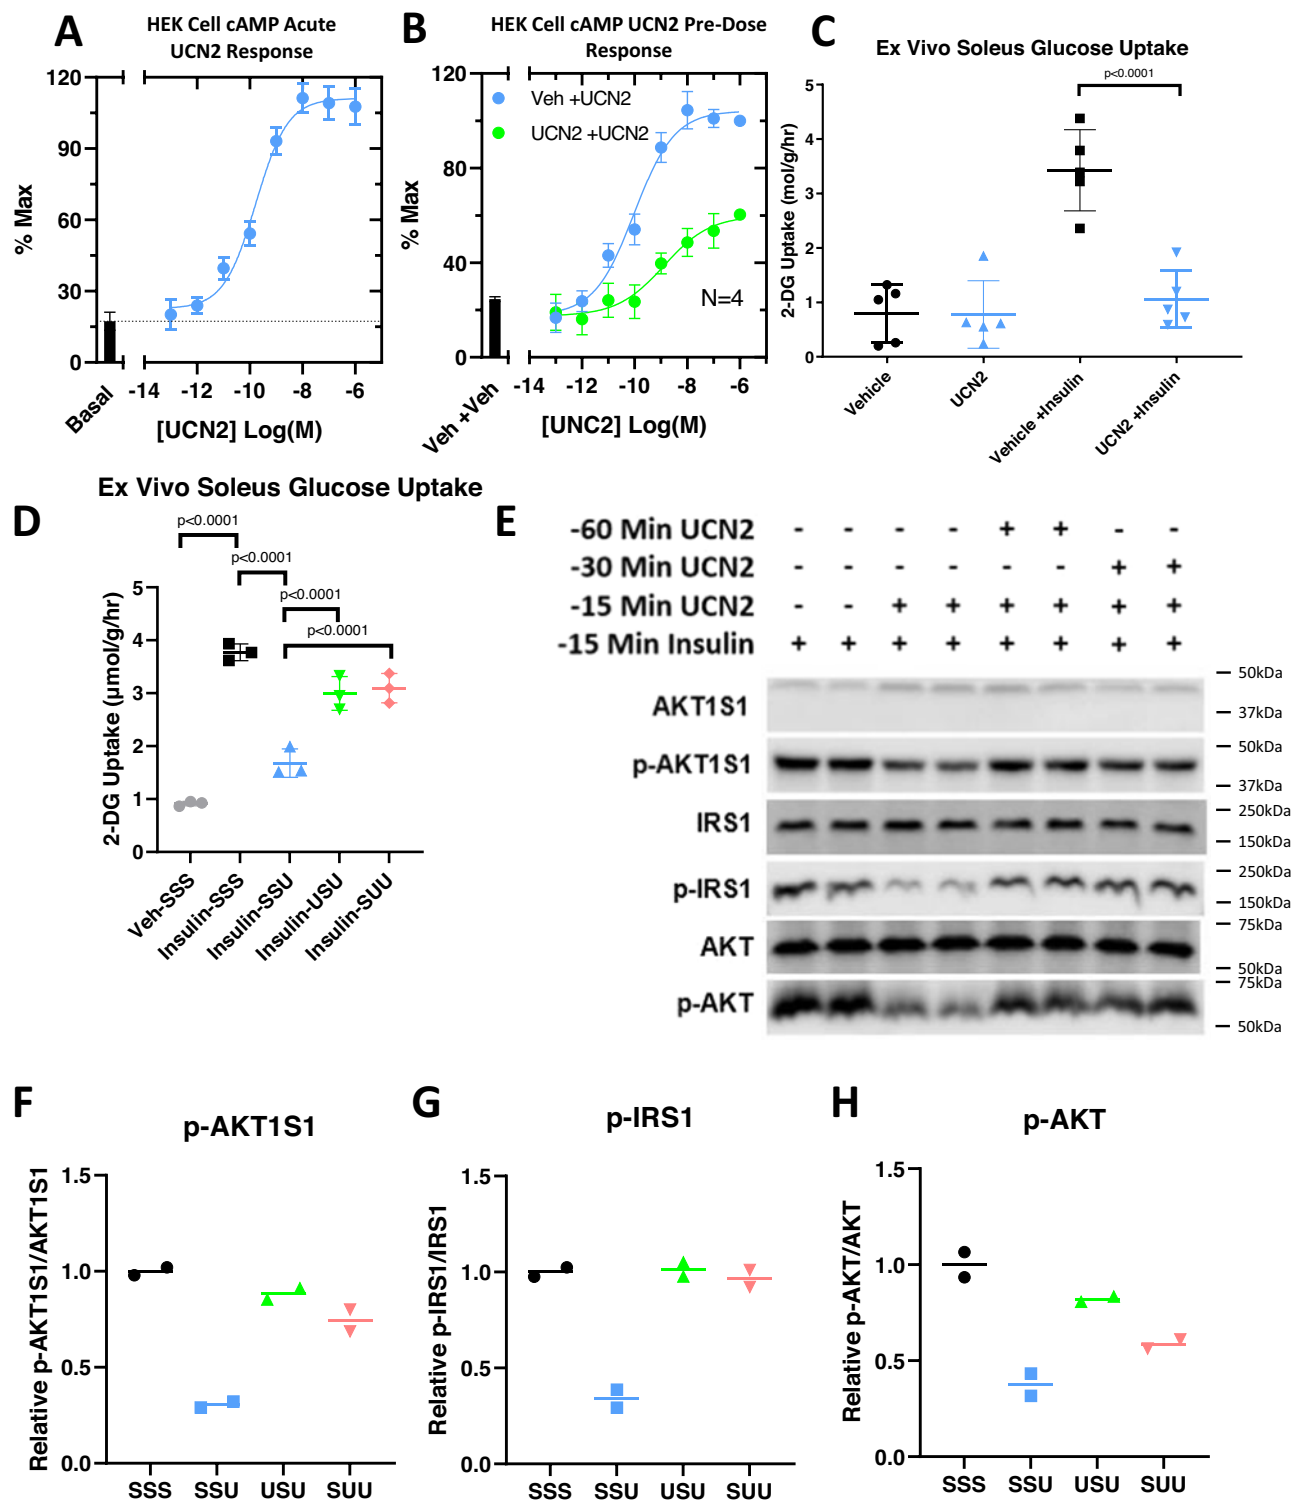 A
HEK Cell cAMP Acute
UCN2 Response
120
90
60
30
0
% Max
-14 -12 -10 -8 -6
Basal
[UCN2] Log(M)
B
HEK Cell cAMP UCN2 Pre-Dose
Response
120
80
40
0
% Max
Veh +UCN2
UCN2 +UCN2
N=4
-14 -12 -10 -8 -6
Veh +Veh
[UNC2] Log(M)
C
Ex Vivo Soleus Glucose Uptake
p<0.0001
5
4
3
2
1
0
2-DG Uptake (mol/g/hr)
Vehicle
UCN2
Vehicle +Insulin
UCN2 +Insulin
D
Ex Vivo Soleus Glucose Uptake
p<0.0001
p<0.0001
p<0.0001
p<0.0001
5
4
3
2
1
0
2-DG Uptake (μmol/g/hr)
Veh-SSS
Insulin-SSS
Insulin-SSU
Insulin-USU
Insulin-SUU
E
-60 Min UCN2 - - - - + + - -
-30 Min UCN2 - - - - - - + +
-15 Min UCN2 - - + + + + + +
-15 Min Insulin + + + + + + + +
AKT1S1
50kDa
37kDa
p-AKT1S1
50kDa
37kDa
IRS1
250kDa
150kDa
p-IRS1
250kDa
150kDa
AKT
75kDa
50kDa
p-AKT
75kDa
50kDa
F
p-AKT1S1
1.5
1.0
0.5
0.0
Relative p-AKT1S1/AKT1S1
SSS SSU USU SUU
G
p-IRS1
1.5
1.0
0.5
0.0
Relative p-IRS1/IRS1
SSS SSU USU SUU
H
p-AKT
1.5
1.0
0.5
0.0
Relative p-AKT/AKT
SSS SSU USU SUU